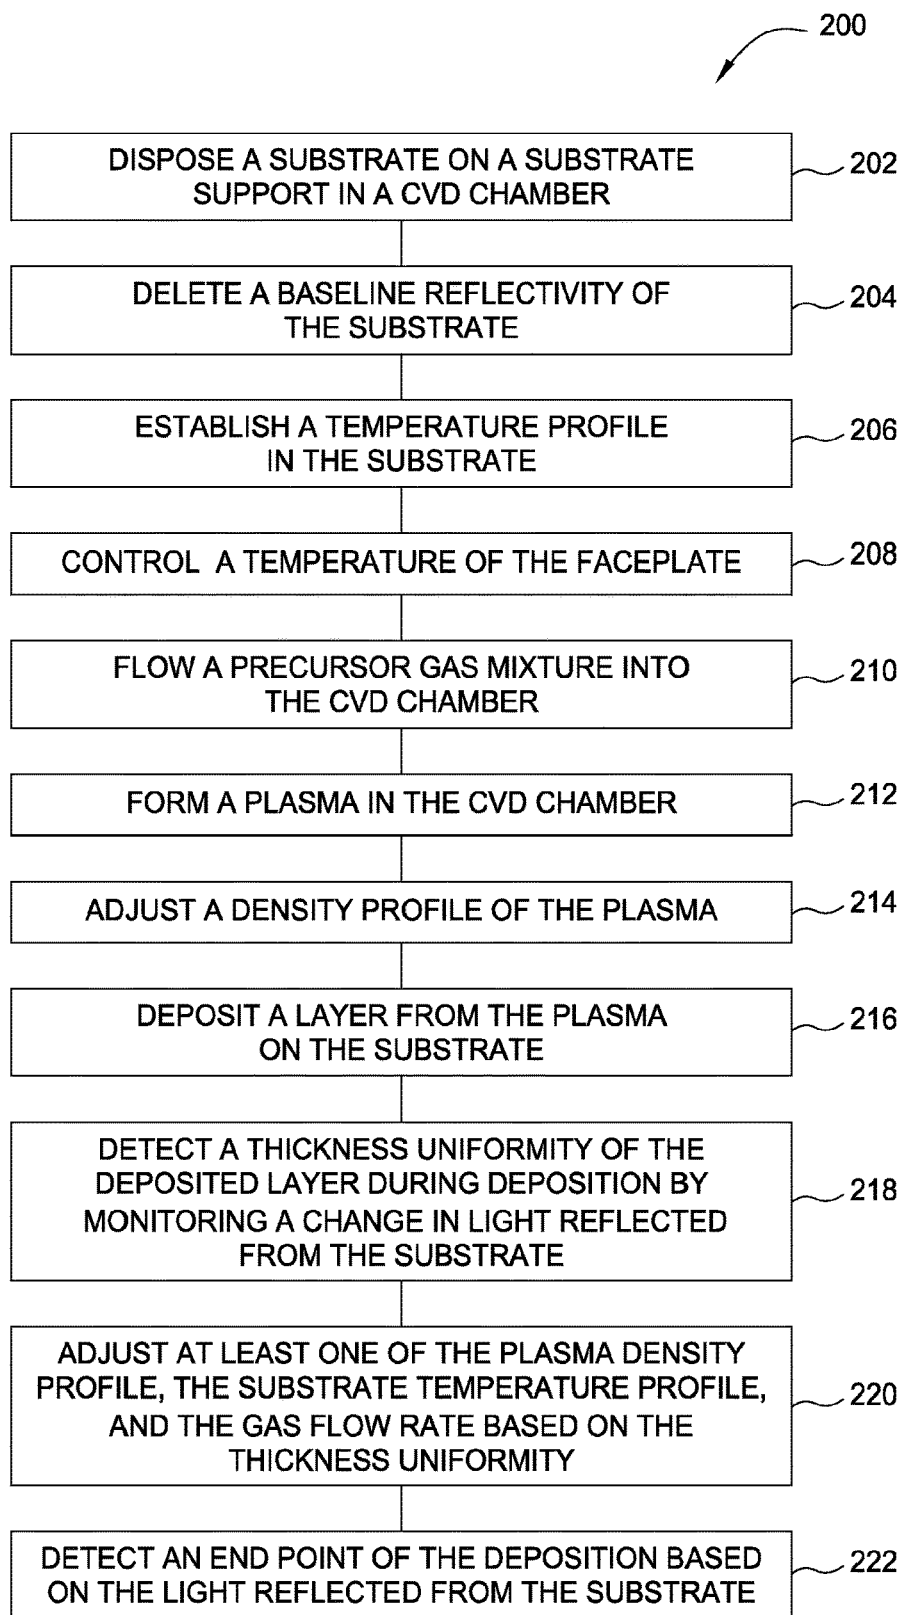 200
DISPOSE A SUBSTRATE ON A SUBSTRATE
SUPPORT IN A CVD CHAMBER
202
DELETE A BASELINE REFLECTIVITY OF
THE SUBSTRATE
204
ESTABLISH A TEMPERATURE PROFILE
IN THE SUBSTRATE
206
CONTROL A TEMPERATURE OF THE FACEPLATE
208
FLOW A PRECURSOR GAS MIXTURE INTO
THE CVD CHAMBER
210
FORM A PLASMA IN THE CVD CHAMBER
212
ADJUST A DENSITY PROFILE OF THE PLASMA
214
DEPOSIT A LAYER FROM THE PLASMA
ON THE SUBSTRATE
216
DETECT A THICKNESS UNIFORMITY OF THE
DEPOSITED LAYER DURING DEPOSITION BY
MONITORING A CHANGE IN LIGHT REFLECTED
FROM THE SUBSTRATE
218
ADJUST AT LEAST ONE OF THE PLASMA DENSITY
PROFILE, THE SUBSTRATE TEMPERATURE PROFILE,
AND THE GAS FLOW RATE BASED ON THE
THICKNESS UNIFORMITY
220
DETECT AN END POINT OF THE DEPOSITION BASED
ON THE LIGHT REFLECTED FROM THE SUBSTRATE
222